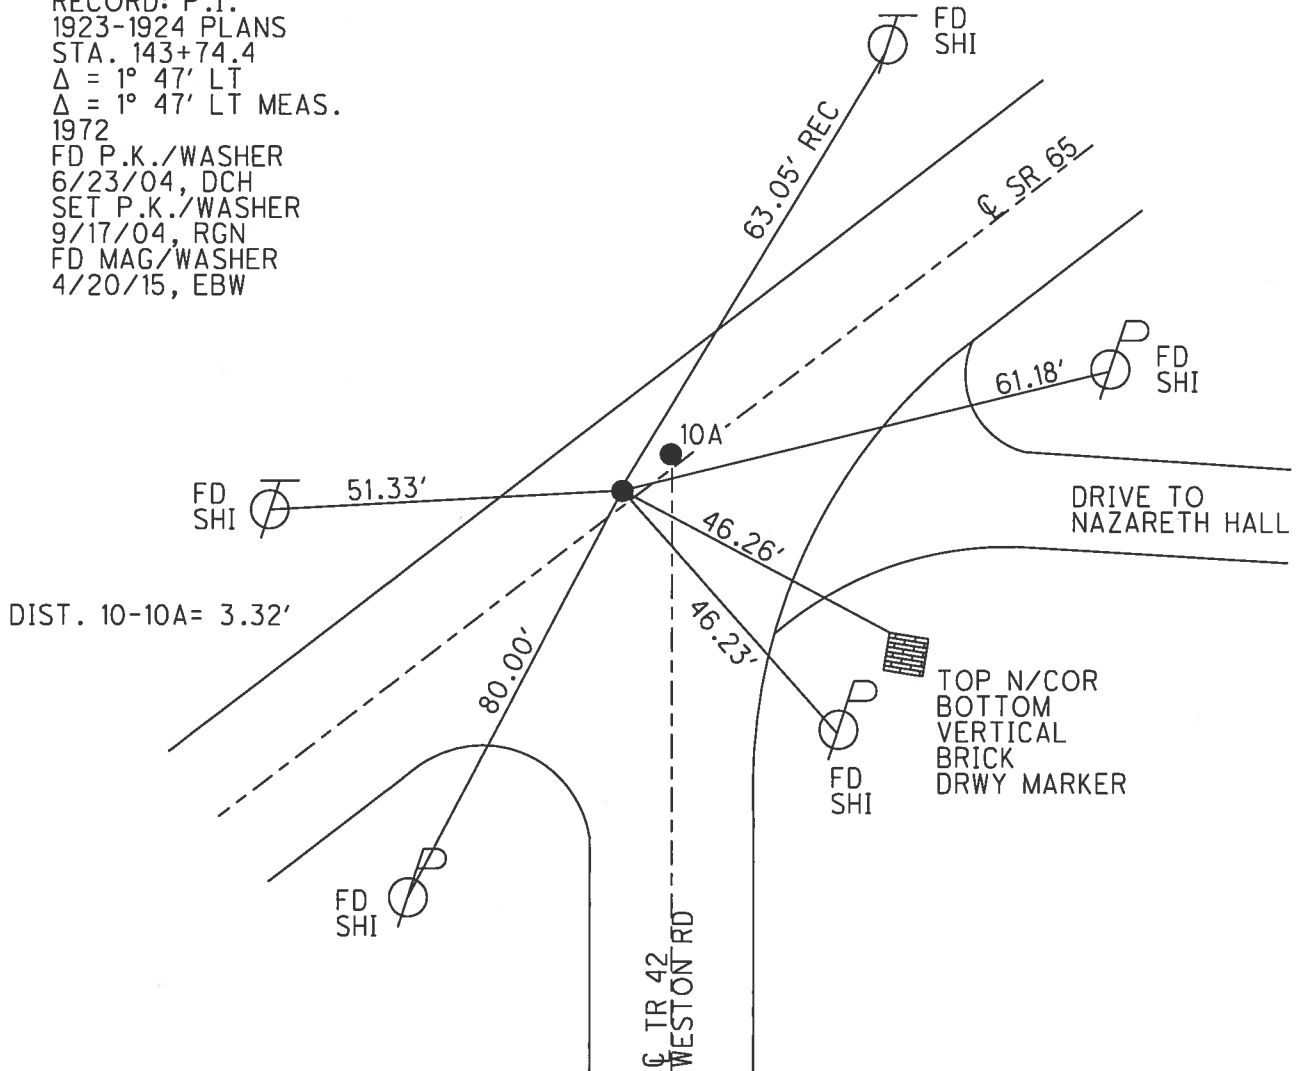 RECORD: P.I.
1923-1924 PLANS
STA. 143+74.4
Δ = 1° 47' LT
Δ = 1° 47' LT MEAS.
1972
FD P.K./WASHER
6/23/04, DCH
SET P.K./WASHER
9/17/04, RGN
FD MAG/WASHER
4/20/15, EBW
FD
SHI
63.05' REC
℄ SR 65
FD
SHI
61.18'
10A
FD
SHI
51.33'
DRIVE TO
NAZARETH HALL
46.26'
46.23'
DIST. 10-10A= 3.32'
80.00'
TOP N/COR
BOTTOM
VERTICAL
BRICK
DRWY MARKER
FD
SHI
FD
SHI
℄ TR 42
WESTON RD